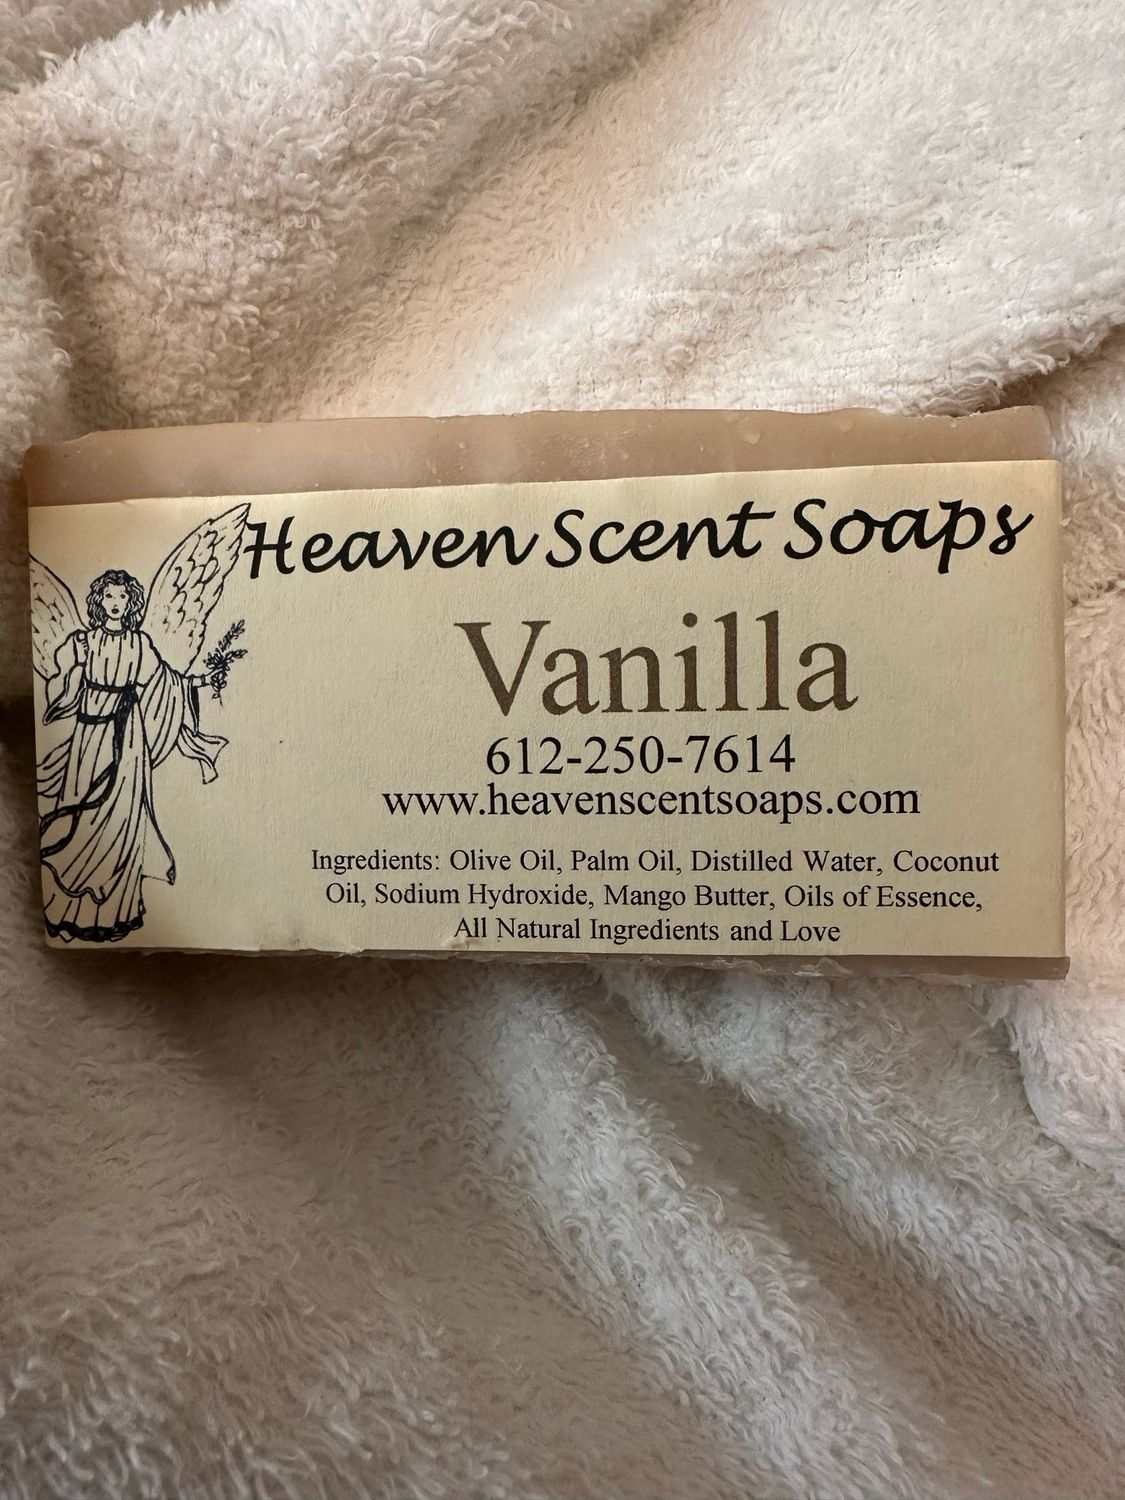 Heaven Scent Soaps
Vanilla
612-250-7614
www.heavenscentsoaps.com
Ingredients: Olive Oil, Palm Oil, Distilled Water, Coconut
Oil, Sodium Hydroxide, Mango Butter, Oils of Essence,
All Natural Ingredients and Love